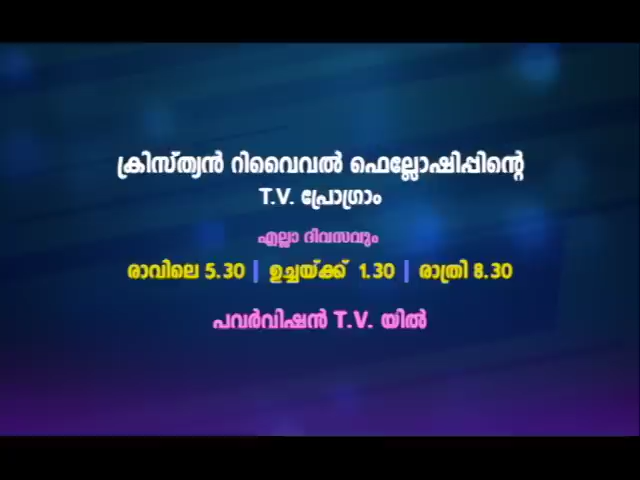 ക്രിസ്ത്യൻ റിവൈവൽ ഫെല്ലോഷിപ്പിന്റെ
T.V. പ്രോഗ്രാം
എല്ലാ ദിവസവും
രാവിലെ 5.30 | ഉച്ചയ്ക്ക് 1.30 | രാത്രി 8.30
പവർവിഷൻ T.V. യിൽ